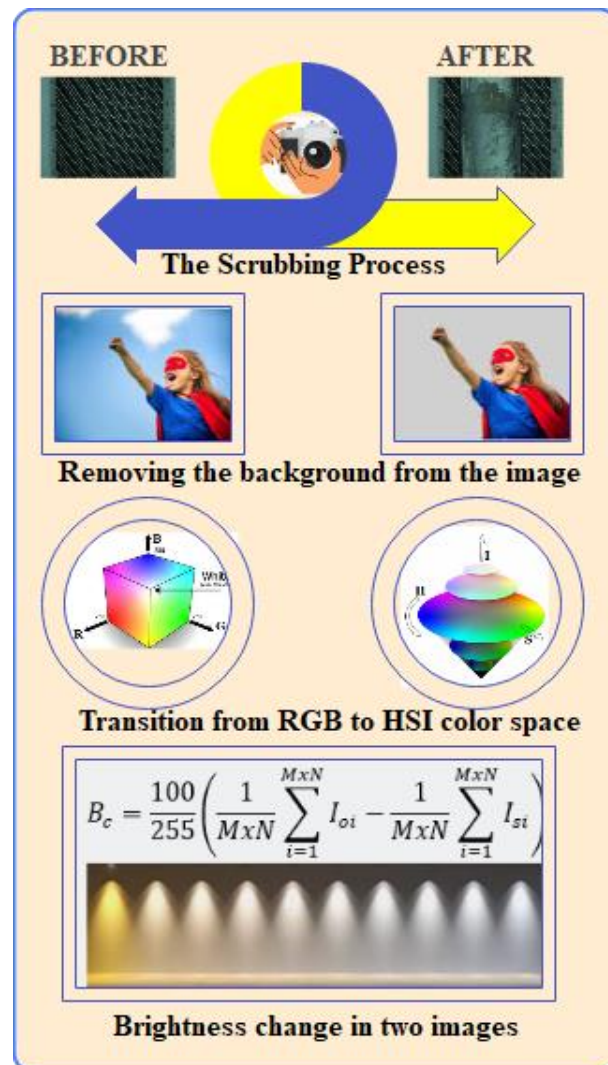 BEFORE
AFTER
The Scrubbing Process
Removing the background from the image
B
R
G
I
H
S
Transition from RGB to HSI color space
B_c = \frac{100}{255}\left(\frac{1}{MxN}\sum_{i=1}^{MxN} I_{oi} - \frac{1}{MxN}\sum_{i=1}^{MxN} I_{si}\right)
Brightness change in two images